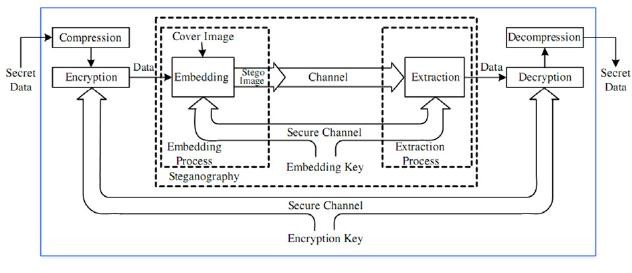 Cover Image
Compression
Decompression
Secret
Data
Encryption
Data
Embedding
Stego
Image
Channel
Extraction
Data
Decryption
Secret
Data
Secure Channel
Embedding
Process
Extraction
Process
Embedding Key
Steganography
Secure Channel
Encryption Key